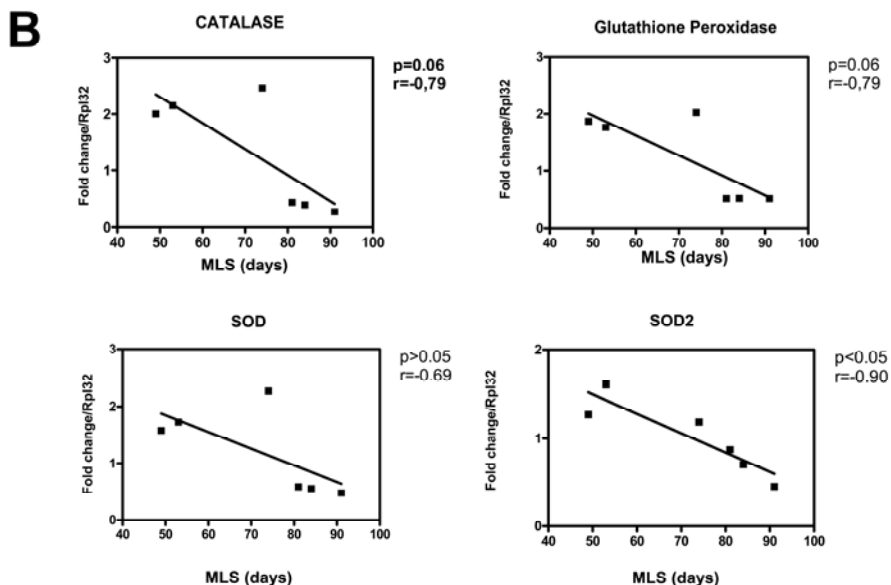 B
CATALASE
p=0.06
r=-0,79
Fold change/Rpl32
3
2
1
0
40 50 60 70 80 90 100
MLS (days)
Glutathione Peroxidase
p=0.06
r=-0,79
Fold change/Rpl32
3
2
1
0
40 50 60 70 80 90 100
MLS (days)
SOD
p>0.05
r=-0.69
Fold change/Rpl32
3
2
1
0
40 50 60 70 80 90 100
MLS (days)
SOD2
p<0.05
r=-0.90
Fold change/Rpl32
2
1
0
40 50 60 70 80 90 100
MLS (days)